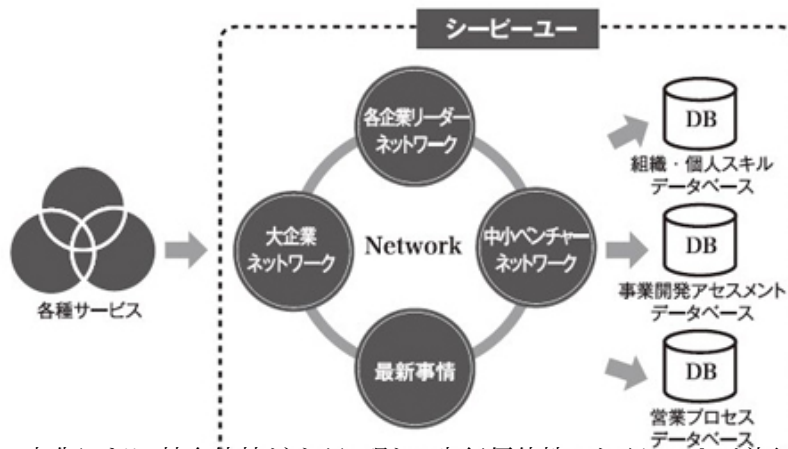 シーピーユー
各企業リーダー
ネットワーク
大企業
ネットワーク
Network
中小ベンチャー
ネットワーク
最新事情
各種サービス
DB
組織・個人スキル
データベース
DB
事業開発アセスメント
データベース
DB
営業プロセス
データベース